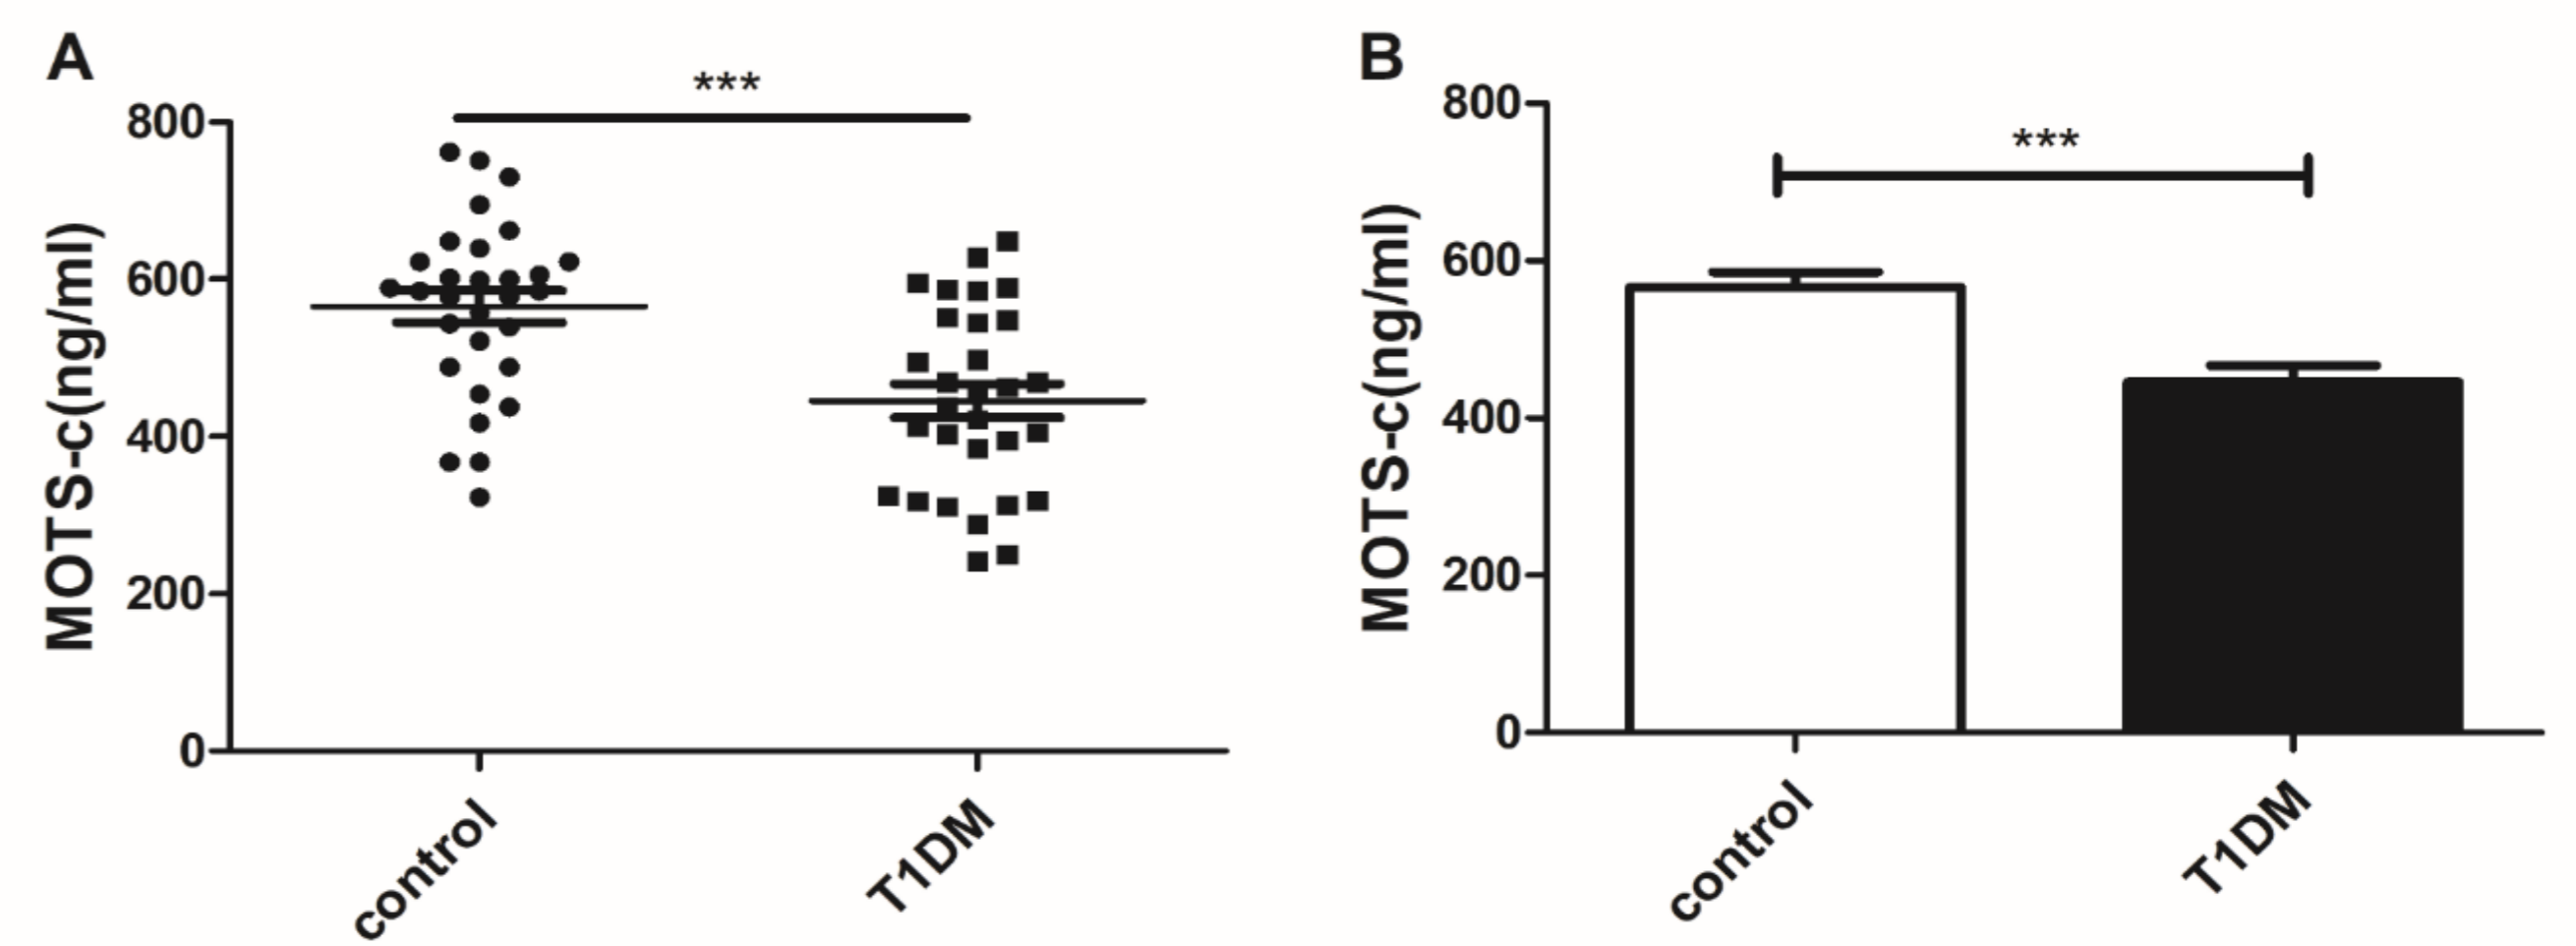 A
***
MOTS-c(ng/ml)
800
600
400
200
0
control
T1DM
B
***
MOTS-c(ng/ml)
800
600
400
200
0
control
T1DM